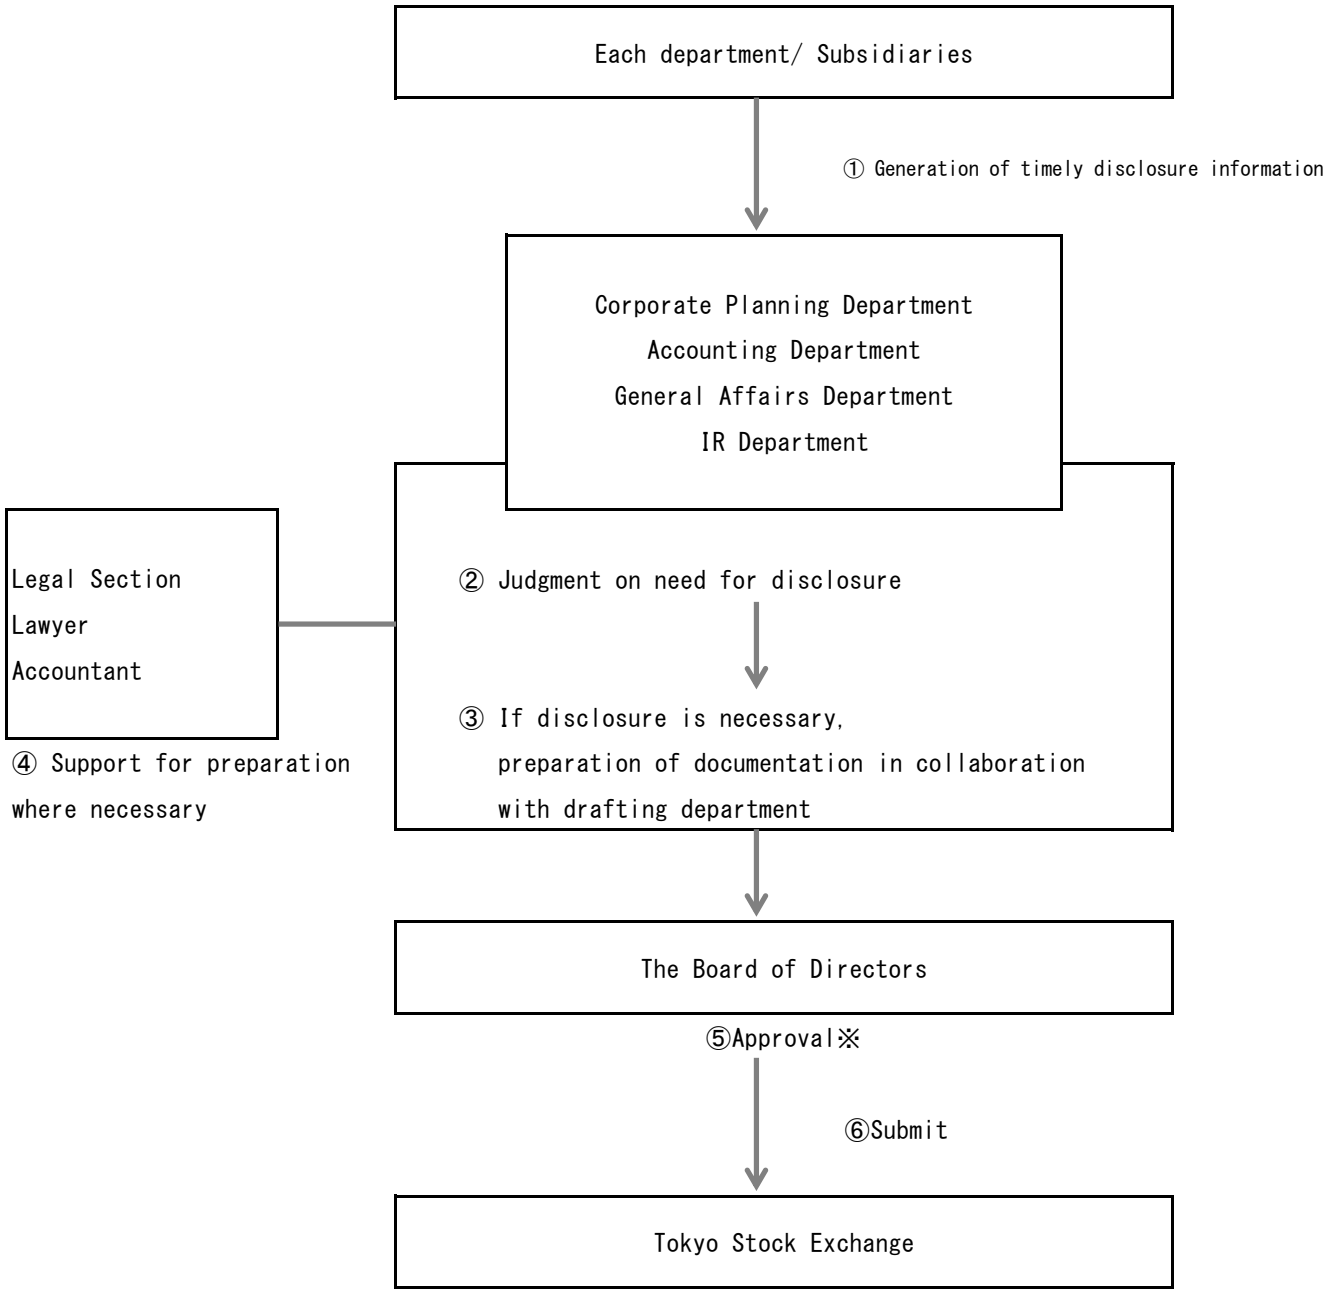 Each department/ Subsidiaries
① Generation of timely disclosure information
Corporate Planning Department
Accounting Department
General Affairs Department
IR Department
Legal Section
Lawyer
Accountant
② Judgment on need for disclosure
③ If disclosure is necessary,
preparation of documentation in collaboration
with drafting department
④ Support for preparation
where necessary
The Board of Directors
⑤Approval※
⑥Submit
Tokyo Stock Exchange